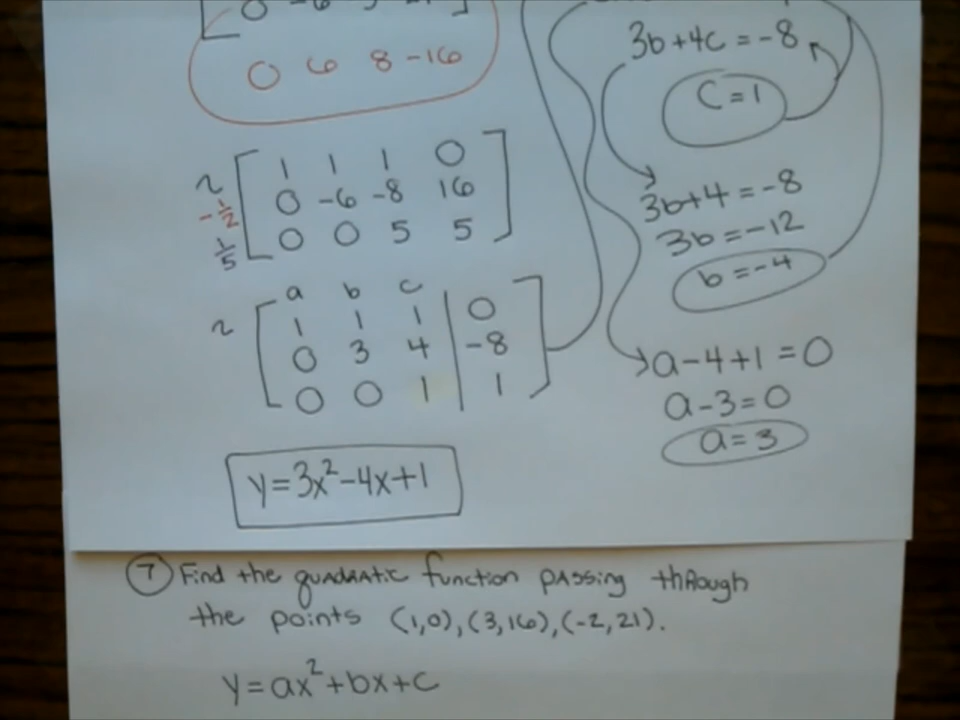 0 6 8 -16
~ [ 1 1 1 0
-1/2 0 -6 -8 16
1/5 0 0 5 5 ]
a b c
~ [ 1 1 1 | 0
0 3 4 | -8
0 0 1 | 1 ]
y=3x²-4x+1
3b+4c=-8
c=1
3b+4=-8
3b=-12
b=-4
a-4+1=0
a-3=0
a=3
7 Find the quadratic function passing through
the points (1,0),(3,16),(-2,21).
y=ax²+bx+c